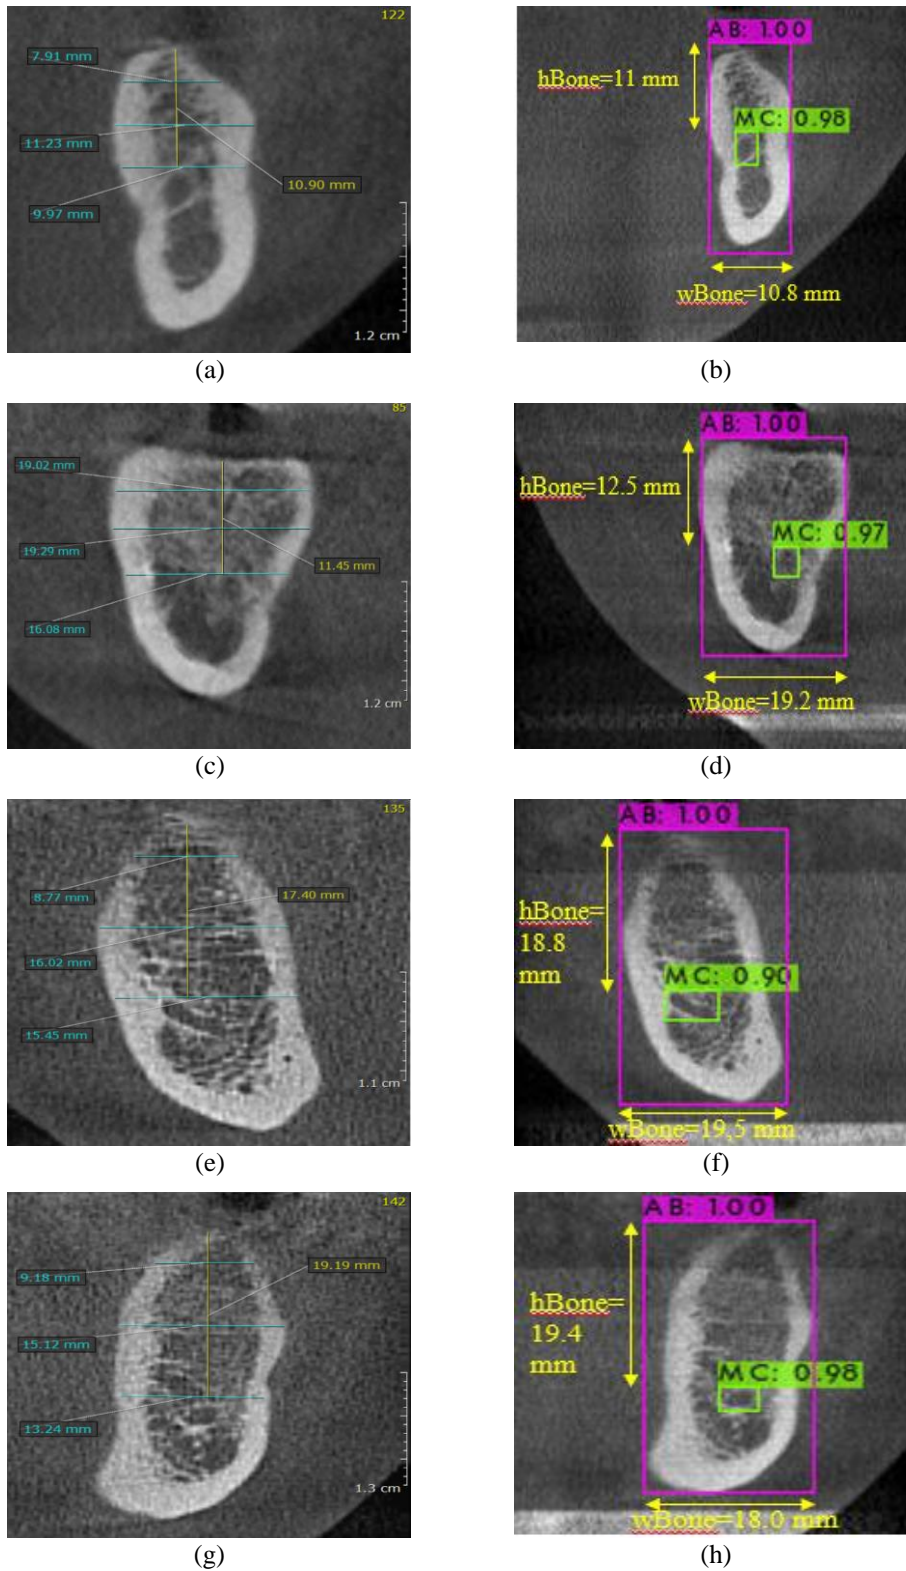 122
7.91 mm
11.23 mm
10.90 mm
9.97 mm
1.2 cm
(a)
AB: 1.00
hBone=11 mm
MC: 0.98
wBone=10.8 mm
(b)
85
19.02 mm
19.29 mm
11.45 mm
16.08 mm
1.2 cm
(c)
AB: 1.00
hBone=12.5 mm
MC: 0.97
wBone=19.2 mm
(d)
135
8.77 mm
17.40 mm
16.02 mm
15.45 mm
1.1 cm
(e)
AB: 1.00
hBone=
18.8
mm
MC: 0.90
wBone=19,5 mm
(f)
142
9.18 mm
19.19 mm
15.12 mm
13.24 mm
1.3 cm
(g)
AB: 1.00
hBone=
19.4
mm
MC: 0.98
wBone=18.0 mm
(h)